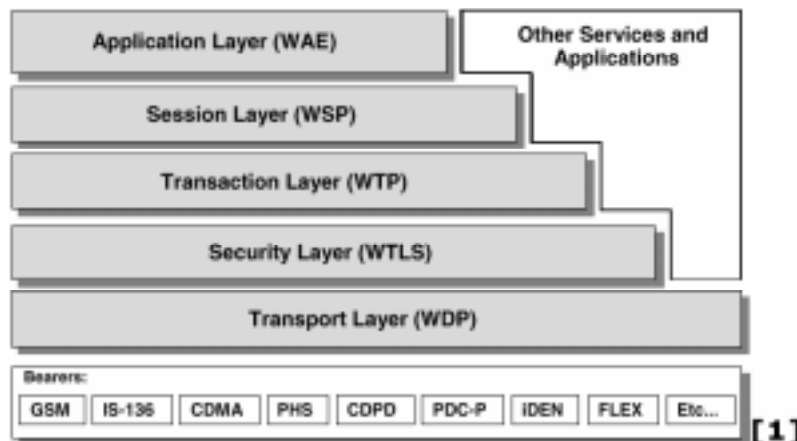 Application Layer (WAE)
Other Services and
Applications
Session Layer (WSP)
Transaction Layer (WTP)
Security Layer (WTLS)
Transport Layer (WDP)
Bearers:
GSM IS-136 CDMA PHS CDPD PDC-P iDEN FLEX Etc...
[1]